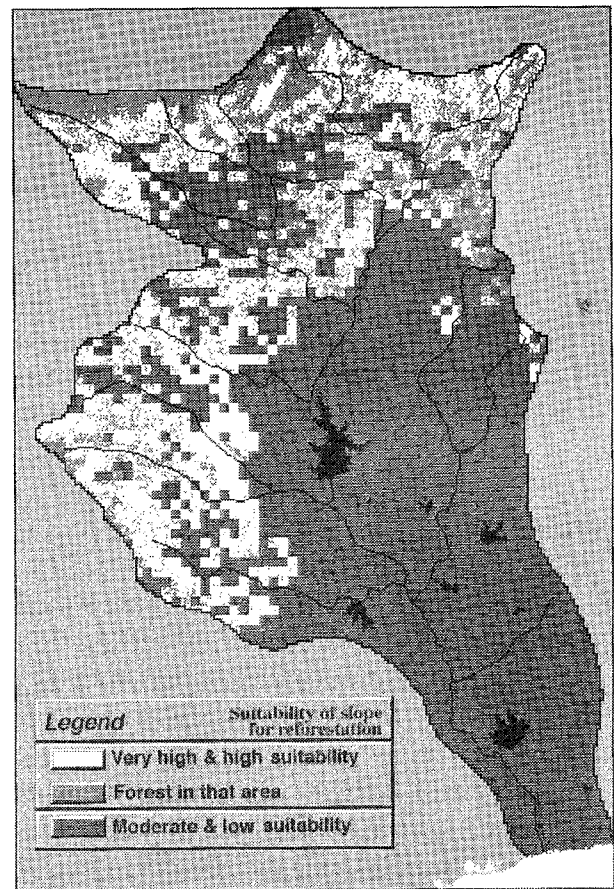 Legend
Suitability of slope
for reforestation
Very high & high suitability
Forest in that area
Moderate & low suitability